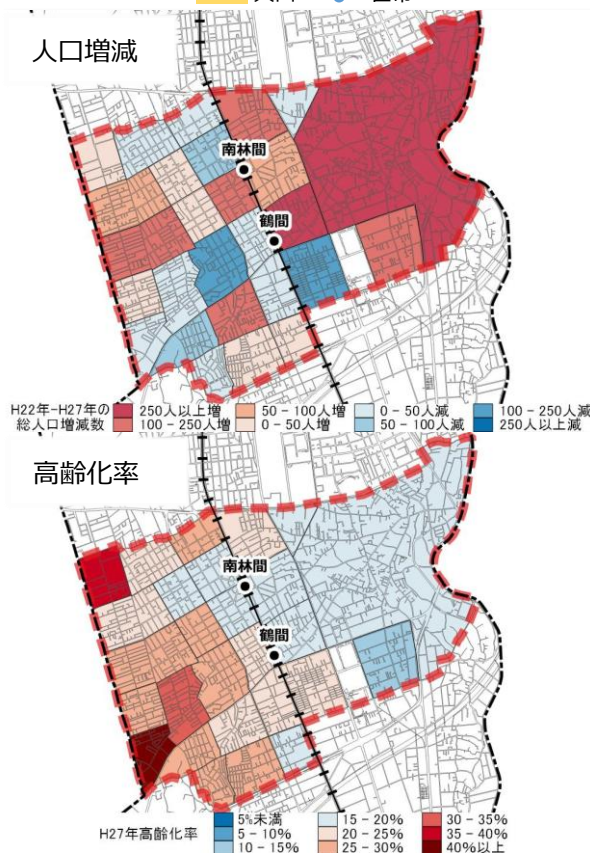 人口増減
南林間
鶴間
H22年-H27年の
総人口増減数
250人以上増
50 - 100人増
0 - 50人減
100 - 250人減
100 - 250人増
0 - 50人増
50 - 100人減
250人以上減
高齢化率
南林間
鶴間
H27年高齢化率
5%未満
15 - 20%
30 - 35%
5 - 10%
20 - 25%
35 - 40%
10 - 15%
25 - 30%
40%以上